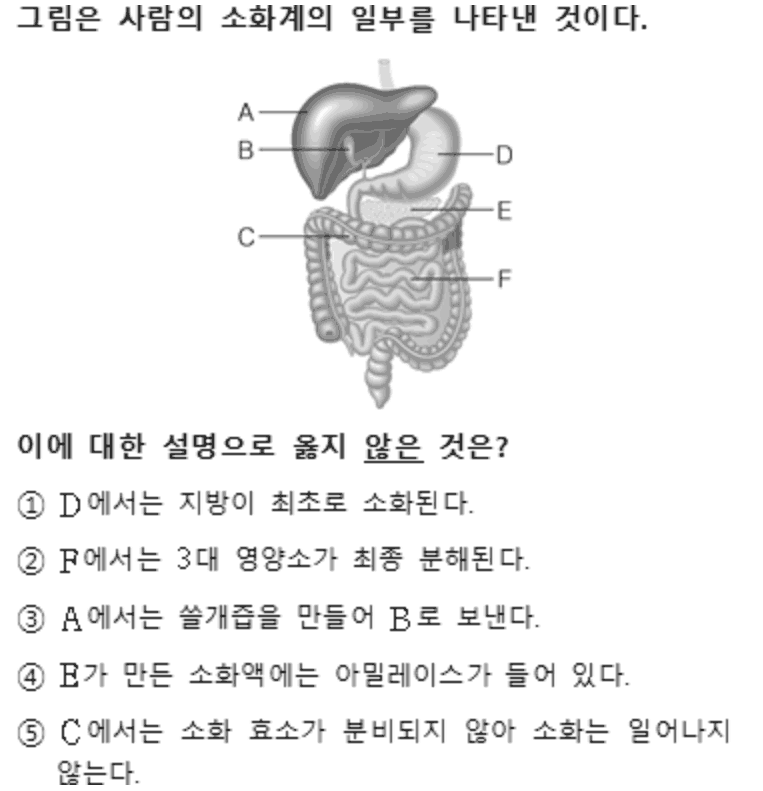 그림은 사람의 소화계의 일부를 나타낸 것이다.
A
B
D
E
C
F
이에 대한 설명으로 옳지 않은 것은?
① D에서는 지방이 최초로 소화된다.
② F에서는 3대 영양소가 최종 분해된다.
③ A에서는 쓸개즙을 만들어 B로 보낸다.
④ E가 만든 소화액에는 아밀레이스가 들어 있다.
⑤ C에서는 소화 효소가 분비되지 않아 소화는 일어나지
않는다.